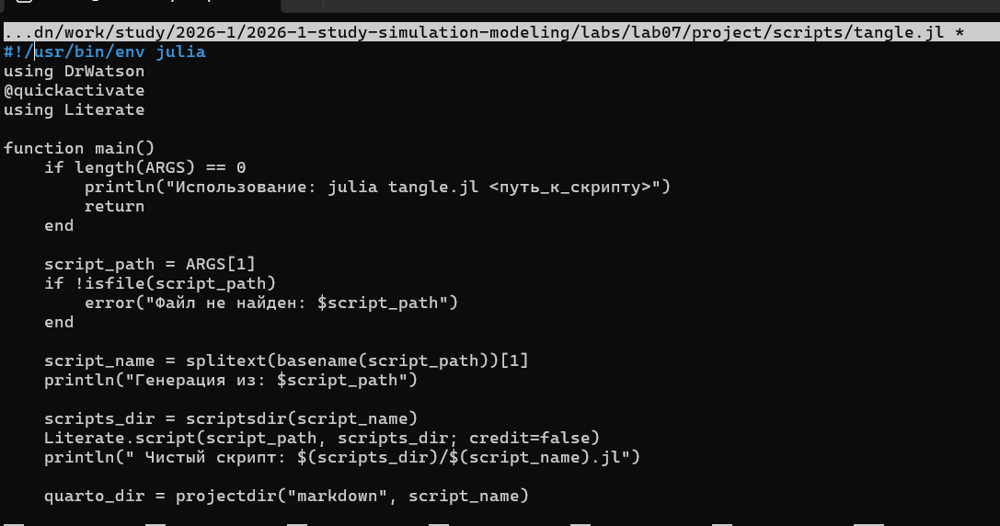 ...dn/work/study/2026-1/2026-1-study-simulation-modeling/labs/lab07/project/scripts/tangle.jl *
#!/usr/bin/env julia
using DrWatson
@quickactivate
using Literate

function main()
    if length(ARGS) == 0
        println("Использование: julia tangle.jl <путь_к_скрипту>")
        return
    end

    script_path = ARGS[1]
    if !isfile(script_path)
        error("Файл не найден: $script_path")
    end

    script_name = splitext(basename(script_path))[1]
    println("Генерация из: $script_path")

    scripts_dir = scriptsdir(script_name)
    Literate.script(script_path, scripts_dir; credit=false)
    println(" Чистый скрипт: $(scripts_dir)/$(script_name).jl")

    quarto_dir = projectdir("markdown", script_name)